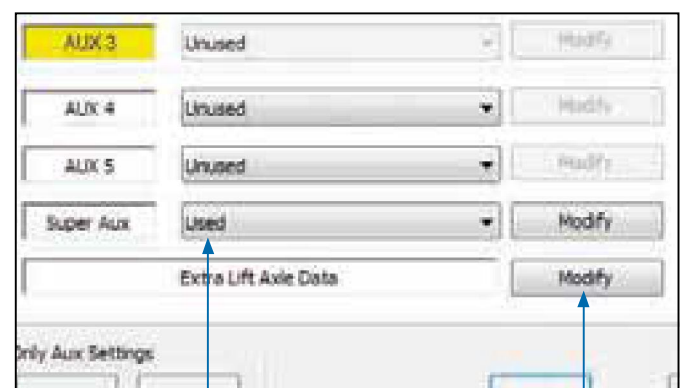 AUX 3 Unused Modify
AUX 4 Unused Modify
AUX 5 Unused Modify
Super Aux Used Modify
Extra Lift Axle Data Modify
Only Aux Settings